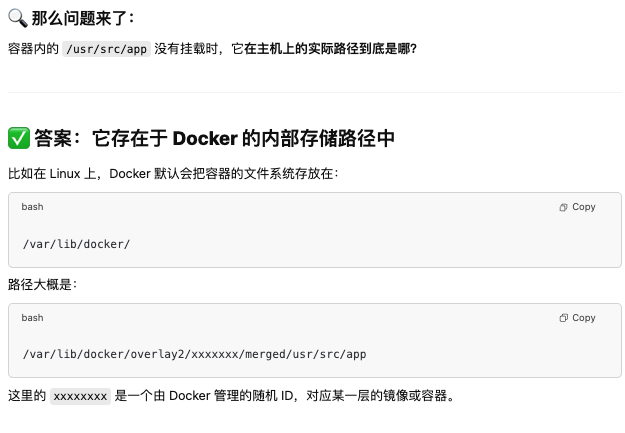 🔍 那么问题来了：
容器内的 /usr/src/app 没有挂载时，它在主机上的实际路径到底是哪?
✅ 答案：它存在于 Docker 的内部存储路径中
比如在 Linux 上，Docker 默认会把容器的文件系统存放在：
bash
Copy
/var/lib/docker/
路径大概是：
bash
Copy
/var/lib/docker/overlay2/xxxxxxx/merged/usr/src/app
这里的 xxxxxxxx 是一个由 Docker 管理的随机 ID，对应某一层的镜像或容器。